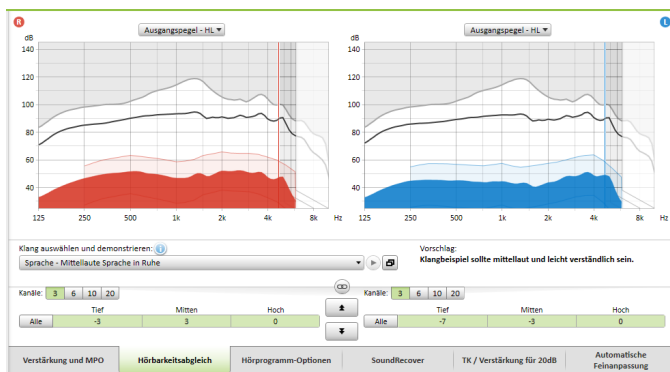 R
L
dB
Ausgangspegel - HL
dB
Ausgangspegel - HL
140
120
100
80
60
40
125 250 500 1k 2k 4k 8k Hz
140
120
100
80
60
40
125 250 500 1k 2k 4k 8k Hz
Klang auswählen und demonstrieren:
Sprache - Mittellaute Sprache in Ruhe
Vorschlag:
Klangbeispiel sollte mittellaut und leicht verständlich sein.
Kanäle: 3 6 10 20
Tief Mitten Hoch
Alle -3 3 0
Kanäle: 3 6 10 20
Tief Mitten Hoch
Alle -7 -3 0
Verstärkung und MPO
Hörbarkeitsabgleich
Hörprogramm-Optionen
SoundRecover
TK / Verstärkung für 20dB
Automatische
Feinanpassung